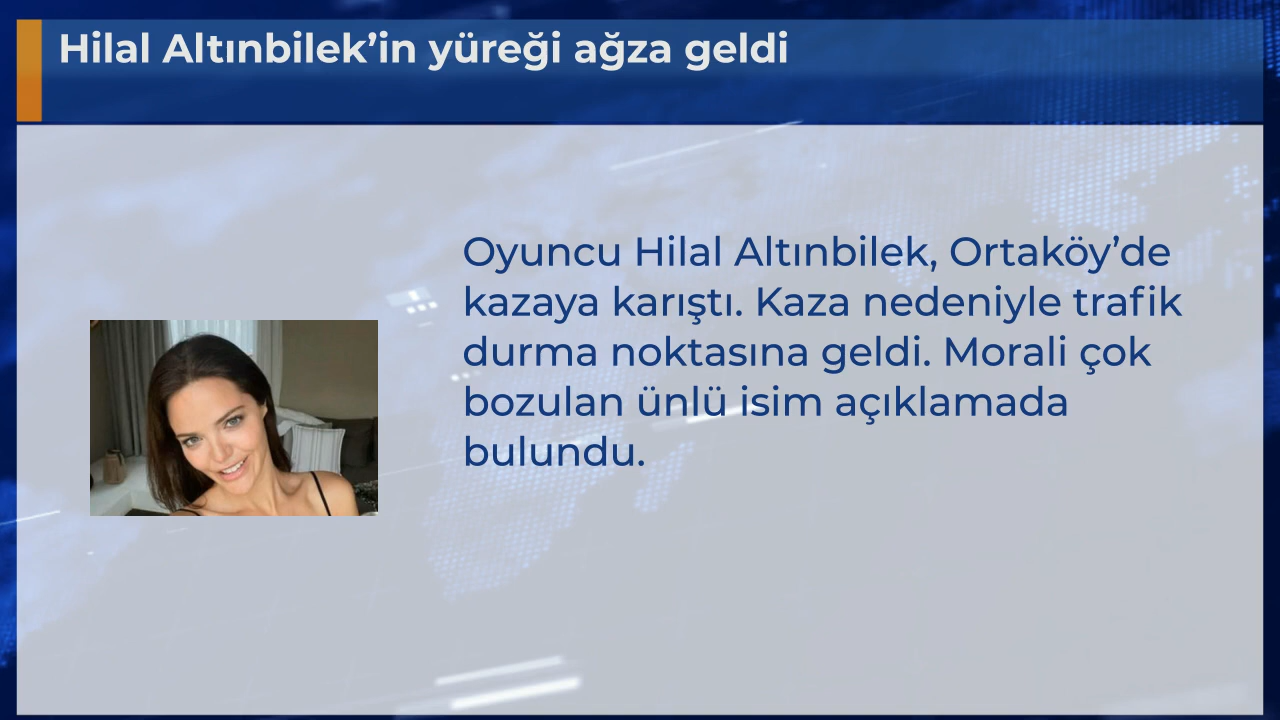 Hilal Altınbilek’in yüreği ağza geldi
Oyuncu Hilal Altınbilek, Ortaköy’de
kazaya karıştı. Kaza nedeniyle trafik
durma noktasına geldi. Morali çok
bozulan ünlü isim açıklamada
bulundu.